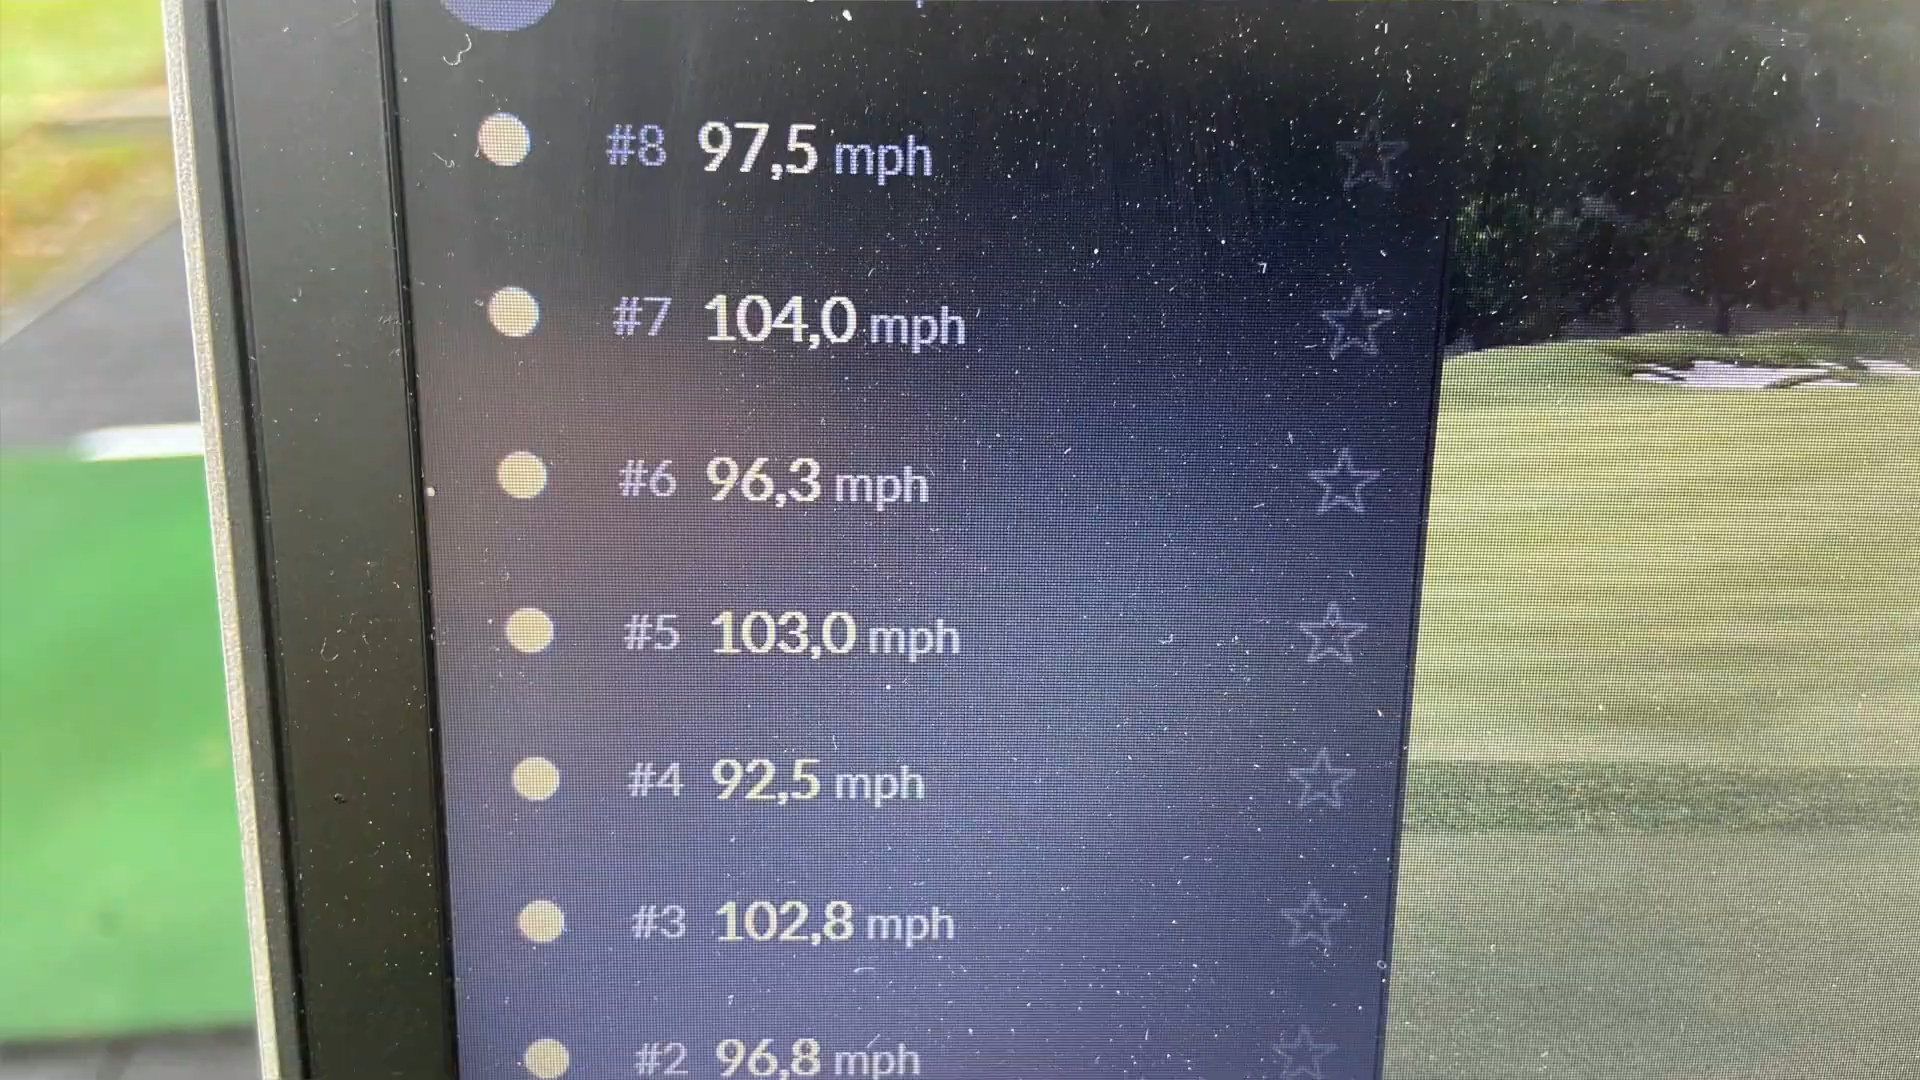 #8 97,5 mph
#7 104,0 mph
#6 96,3 mph
#5 103,0 mph
#4 92,5 mph
#3 102,8 mph
#2 96,8 mph